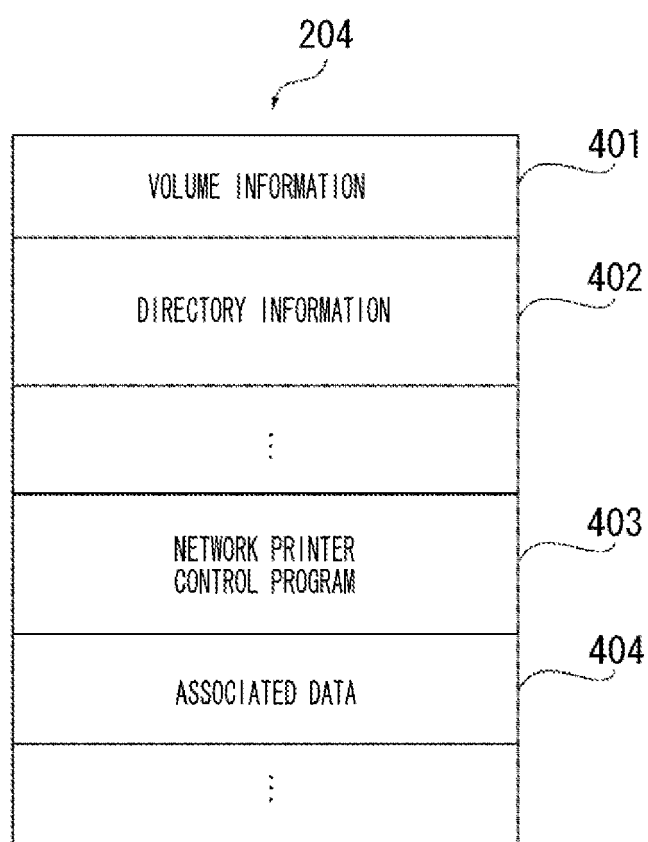 204
VOLUME INFORMATION
401
DIRECTORY INFORMATION
402
⋮
NETWORK PRINTER
CONTROL PROGRAM
403
ASSOCIATED DATA
404
⋮